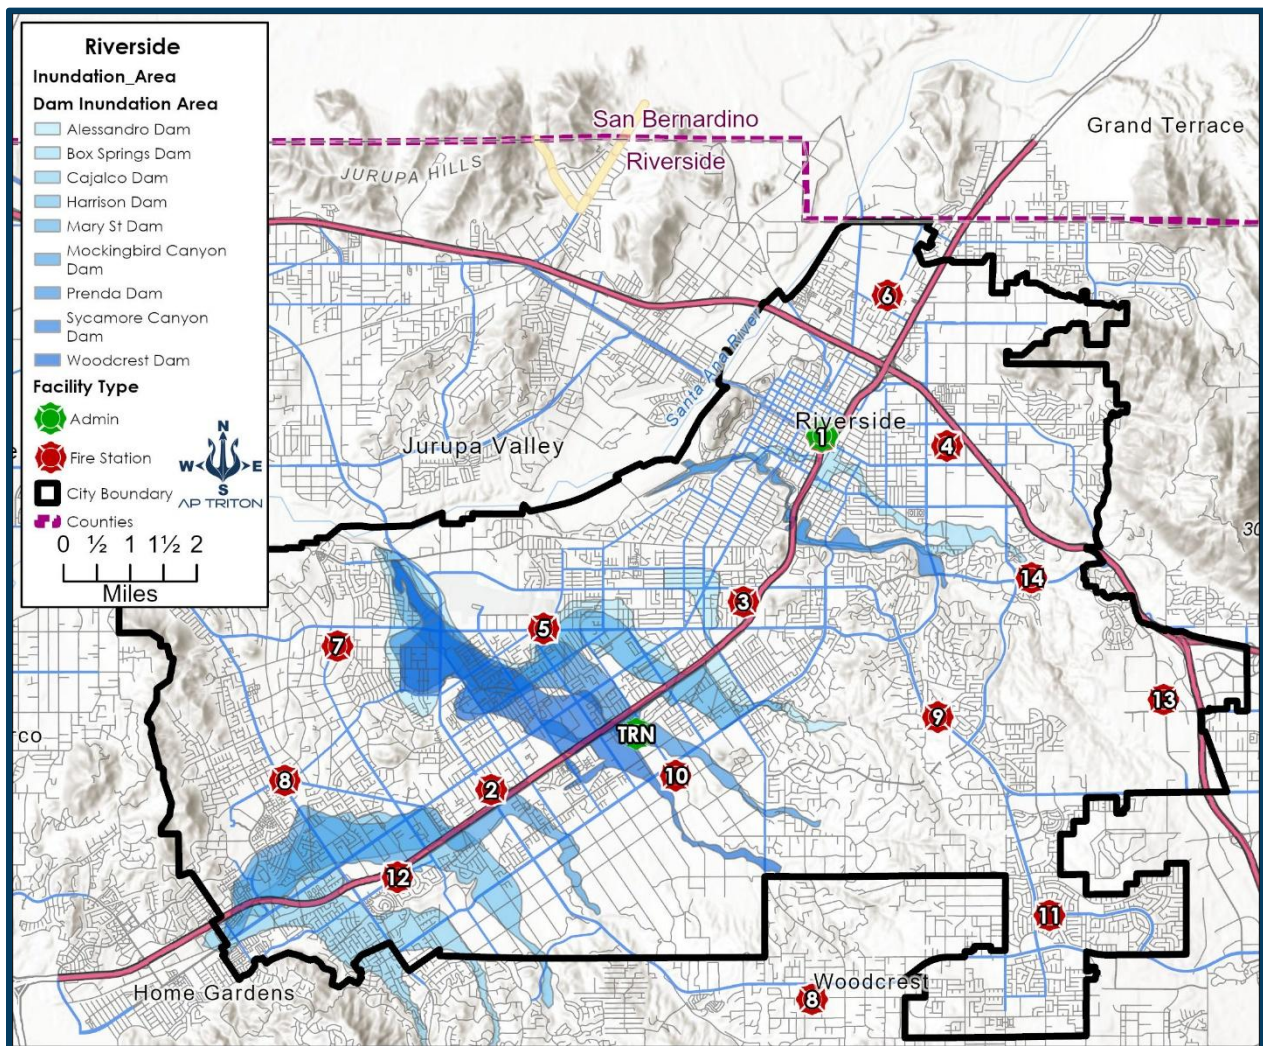 Riverside
Inundation_Area
Dam Inundation Area
Alessandro Dam
Box Springs Dam
Cajalco Dam
Harrison Dam
Mary St Dam
Mockingbird Canyon
Dam
Prenda Dam
Sycamore Canyon
Dam
Woodcrest Dam
Facility Type
Admin
Fire Station
City Boundary
Counties
N
W
E
S
AP TRITON
0 ½ 1 1½ 2
Miles
San Bernardino
Riverside
Grand Terrace
JURUPA HILLS
6
Santa Ana River
Riverside
1
4
Jurupa Valley
30
14
3
5
7
13
9
TRN
rco
10
8
2
12
11
Woodcrest
8
Home Gardens